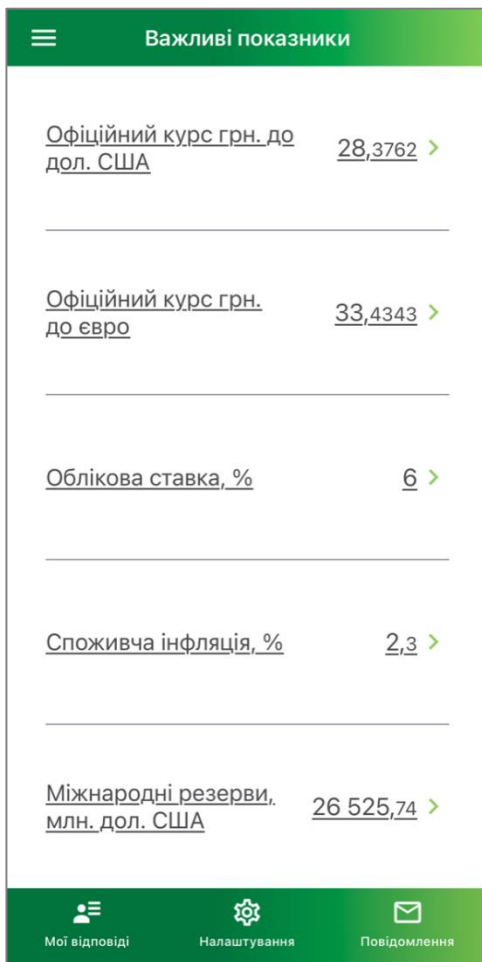 Важливі показники
Офіційний курс грн. до
дол. США
28,3762
Офіційний курс грн.
до євро
33,4343
Облікова ставка, %
6
Споживча інфляція, %
2,3
Міжнародні резерви,
млн. дол. США
26 525,74
Мої відповіді
Налаштування
Повідомлення